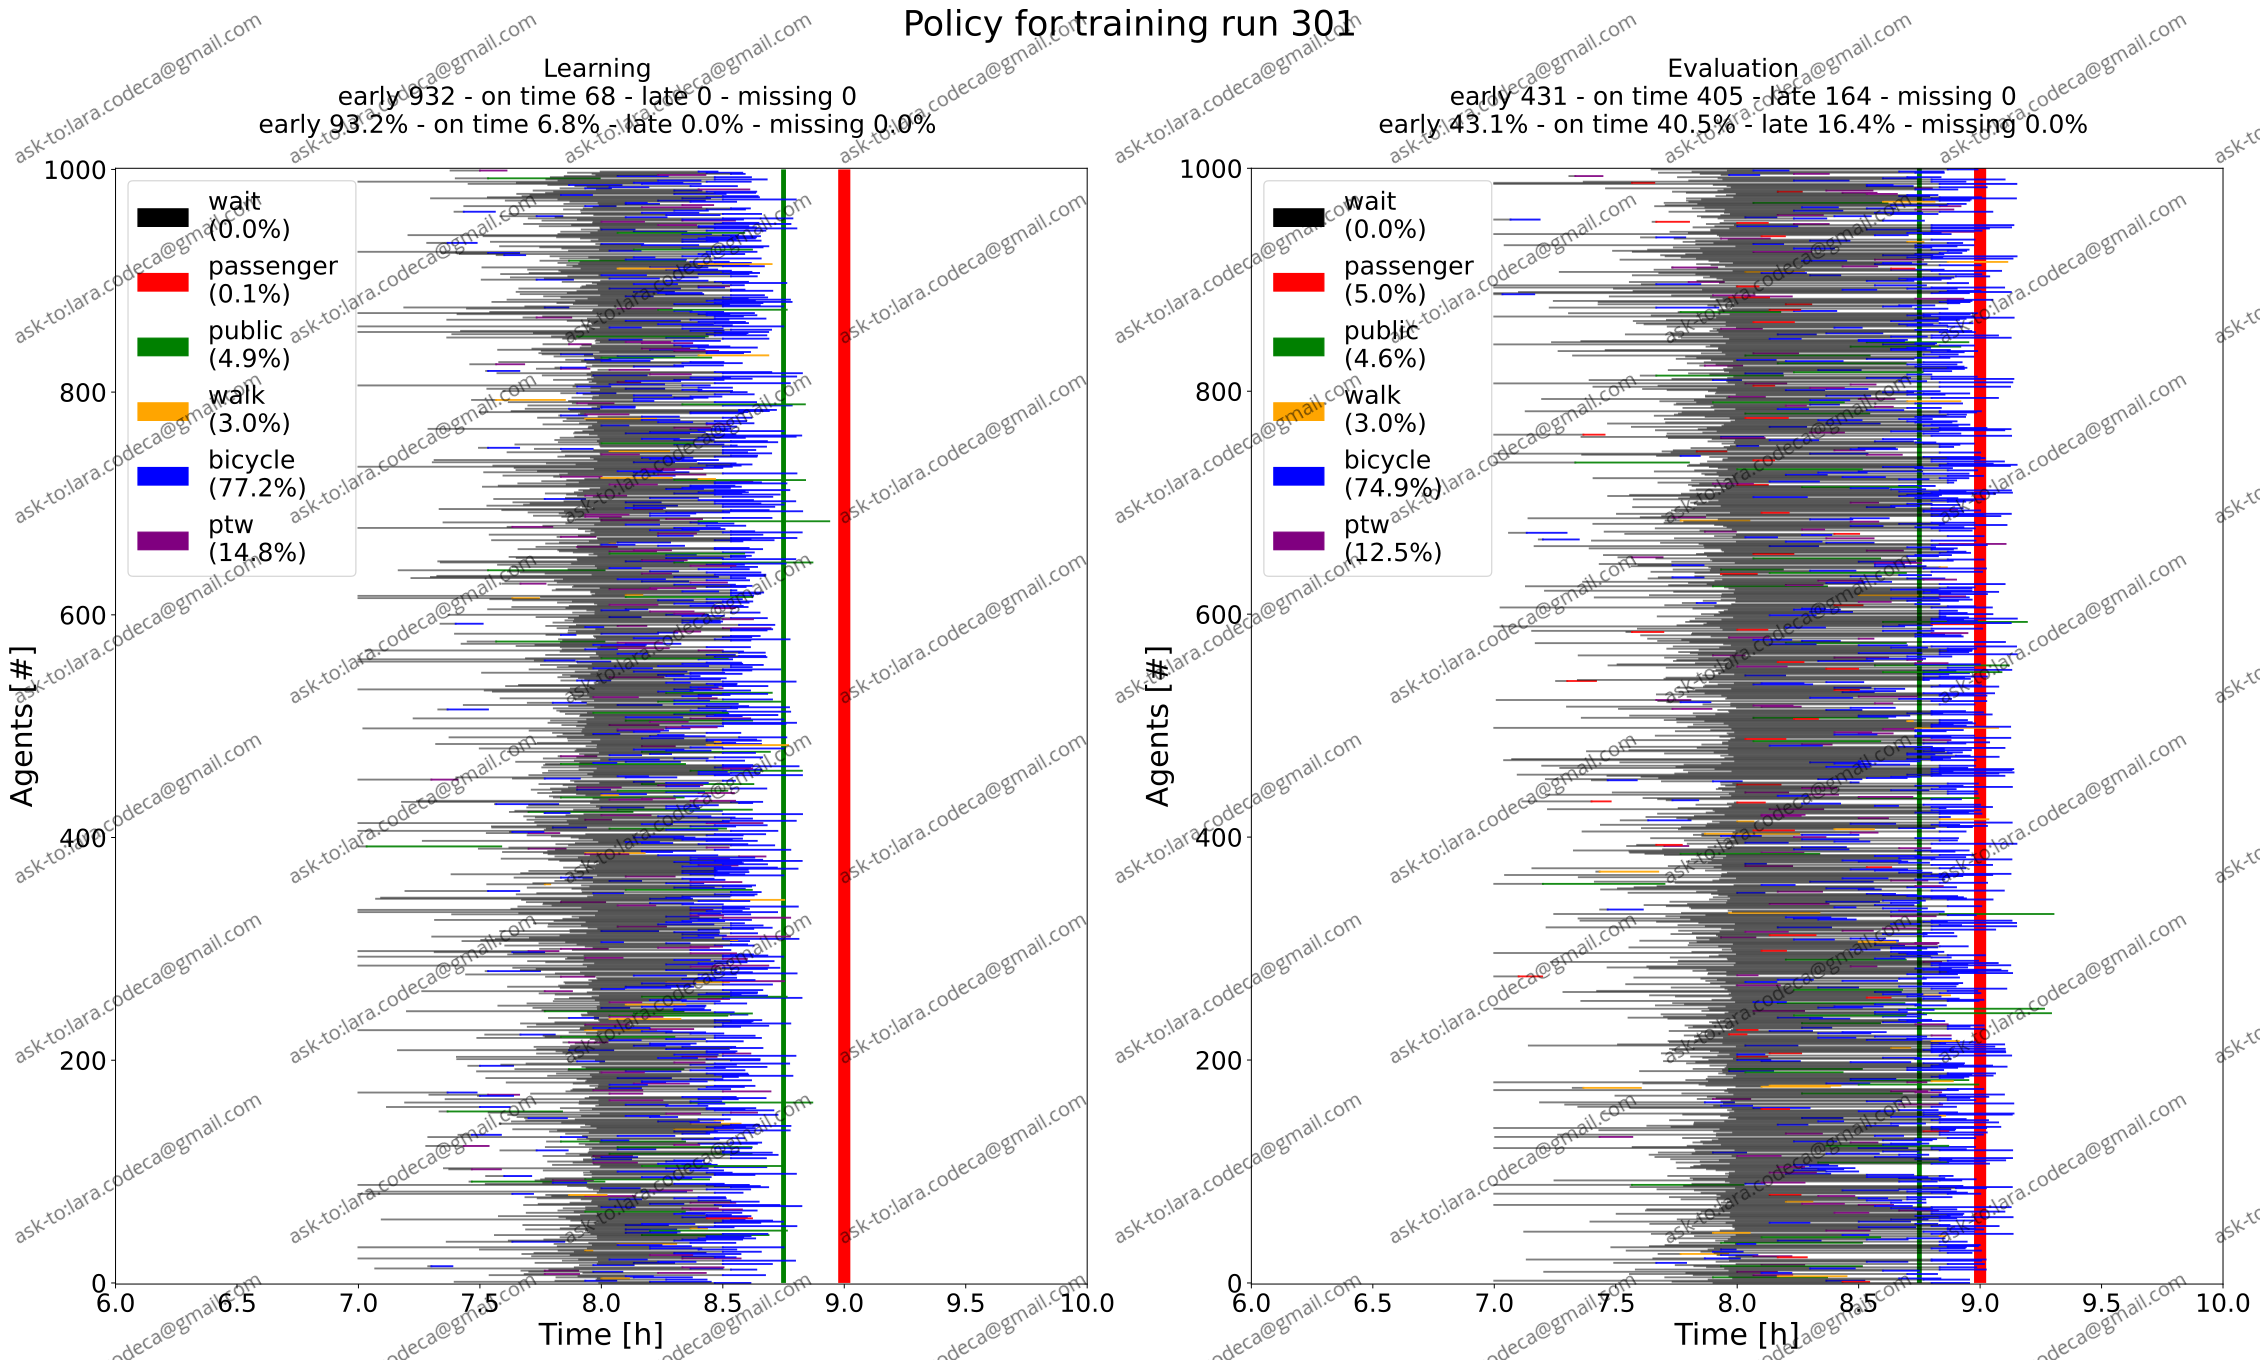 Policy for training run 301
Learning
early 932 - on time 68 - late 0 - missing 0
early 93.2% - on time 6.8% - late 0.0% - missing 0.0%
1000
800
600
400
200
0
Agents [#]
wait
(0.0%)
passenger
(0.1%)
public
(4.9%)
walk
(3.0%)
bicycle
(77.2%)
ptw
(14.8%)
6.0 6.5 7.0 7.5 8.0 8.5 9.0 9.5 10.0
Time [h]
Evaluation
early 431 - on time 405 - late 164 - missing 0
early 43.1% - on time 40.5% - late 16.4% - missing 0.0%
1000
800
600
400
200
0
Agents [#]
wait
(0.0%)
passenger
(5.0%)
public
(4.6%)
walk
(3.0%)
bicycle
(74.9%)
ptw
(12.5%)
6.0 6.5 7.0 7.5 8.0 8.5 9.0 9.5 10.0
Time [h]
ask-to:lara.codeca@gmail.com